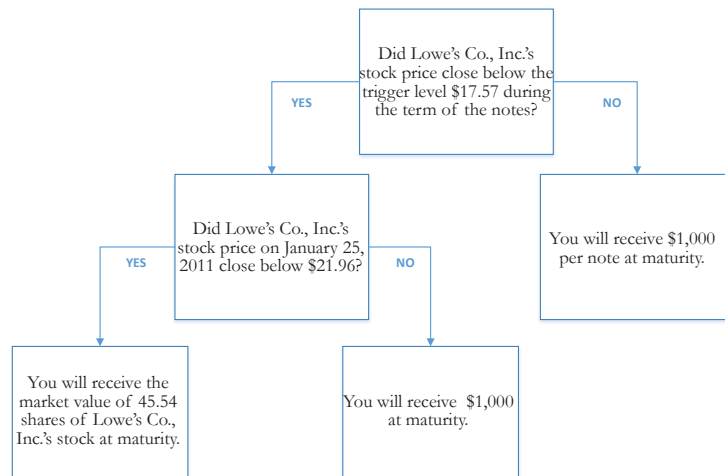 Did Lowe's Co., Inc.'s
stock price close below the
trigger level $17.57 during
the term of the notes?
YES
NO
Did Lowe's Co., Inc.'s
stock price on January 25,
2011 close below $21.96?
You will receive $1,000
per note at maturity.
YES
NO
You will receive the
market value of 45.54
shares of Lowe's Co.,
Inc.'s stock at maturity.
You will receive $1,000
at maturity.